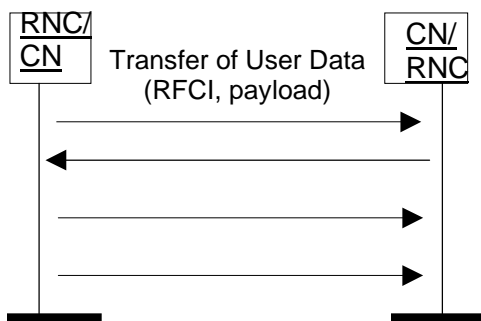 RNC/
CN
Transfer of User Data
(RFCI, payload)
CN/
RNC